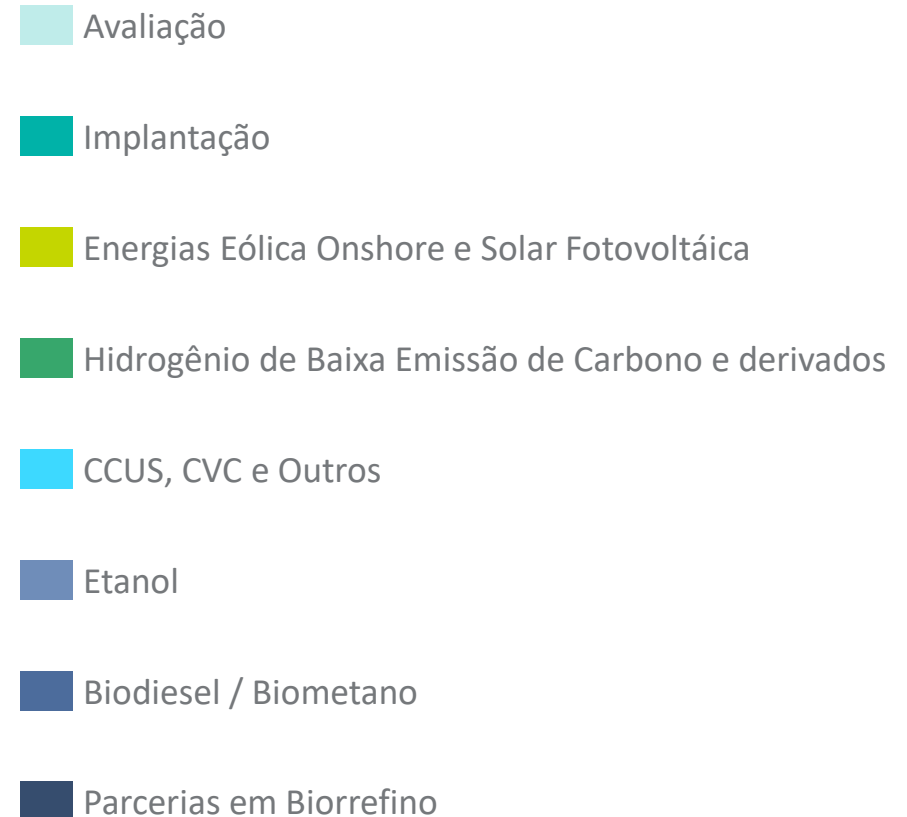 Avaliação
Implantação
Energias Eólica Onshore e Solar Fotovoltáica
Hidrogênio de Baixa Emissão de Carbono e derivados
CCUS, CVC e Outros
Etanol
Biodiesel / Biometano
Parcerias em Biorrefino